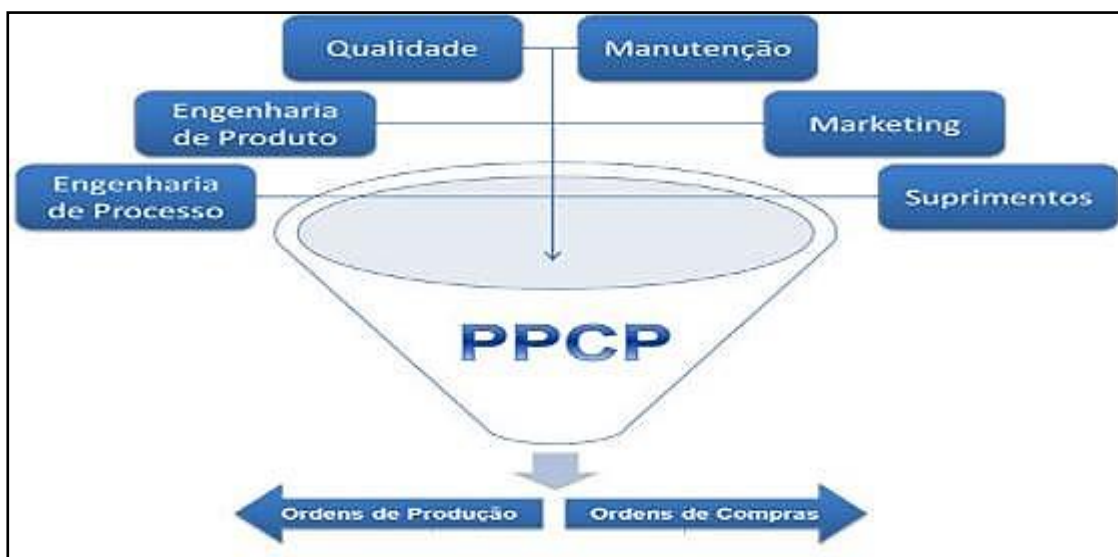 Qualidade
Manutenção
Engenharia
de Produto
Marketing
Engenharia
de Processo
Suprimentos
PPCP
Ordens de Produção
Ordens de Compras